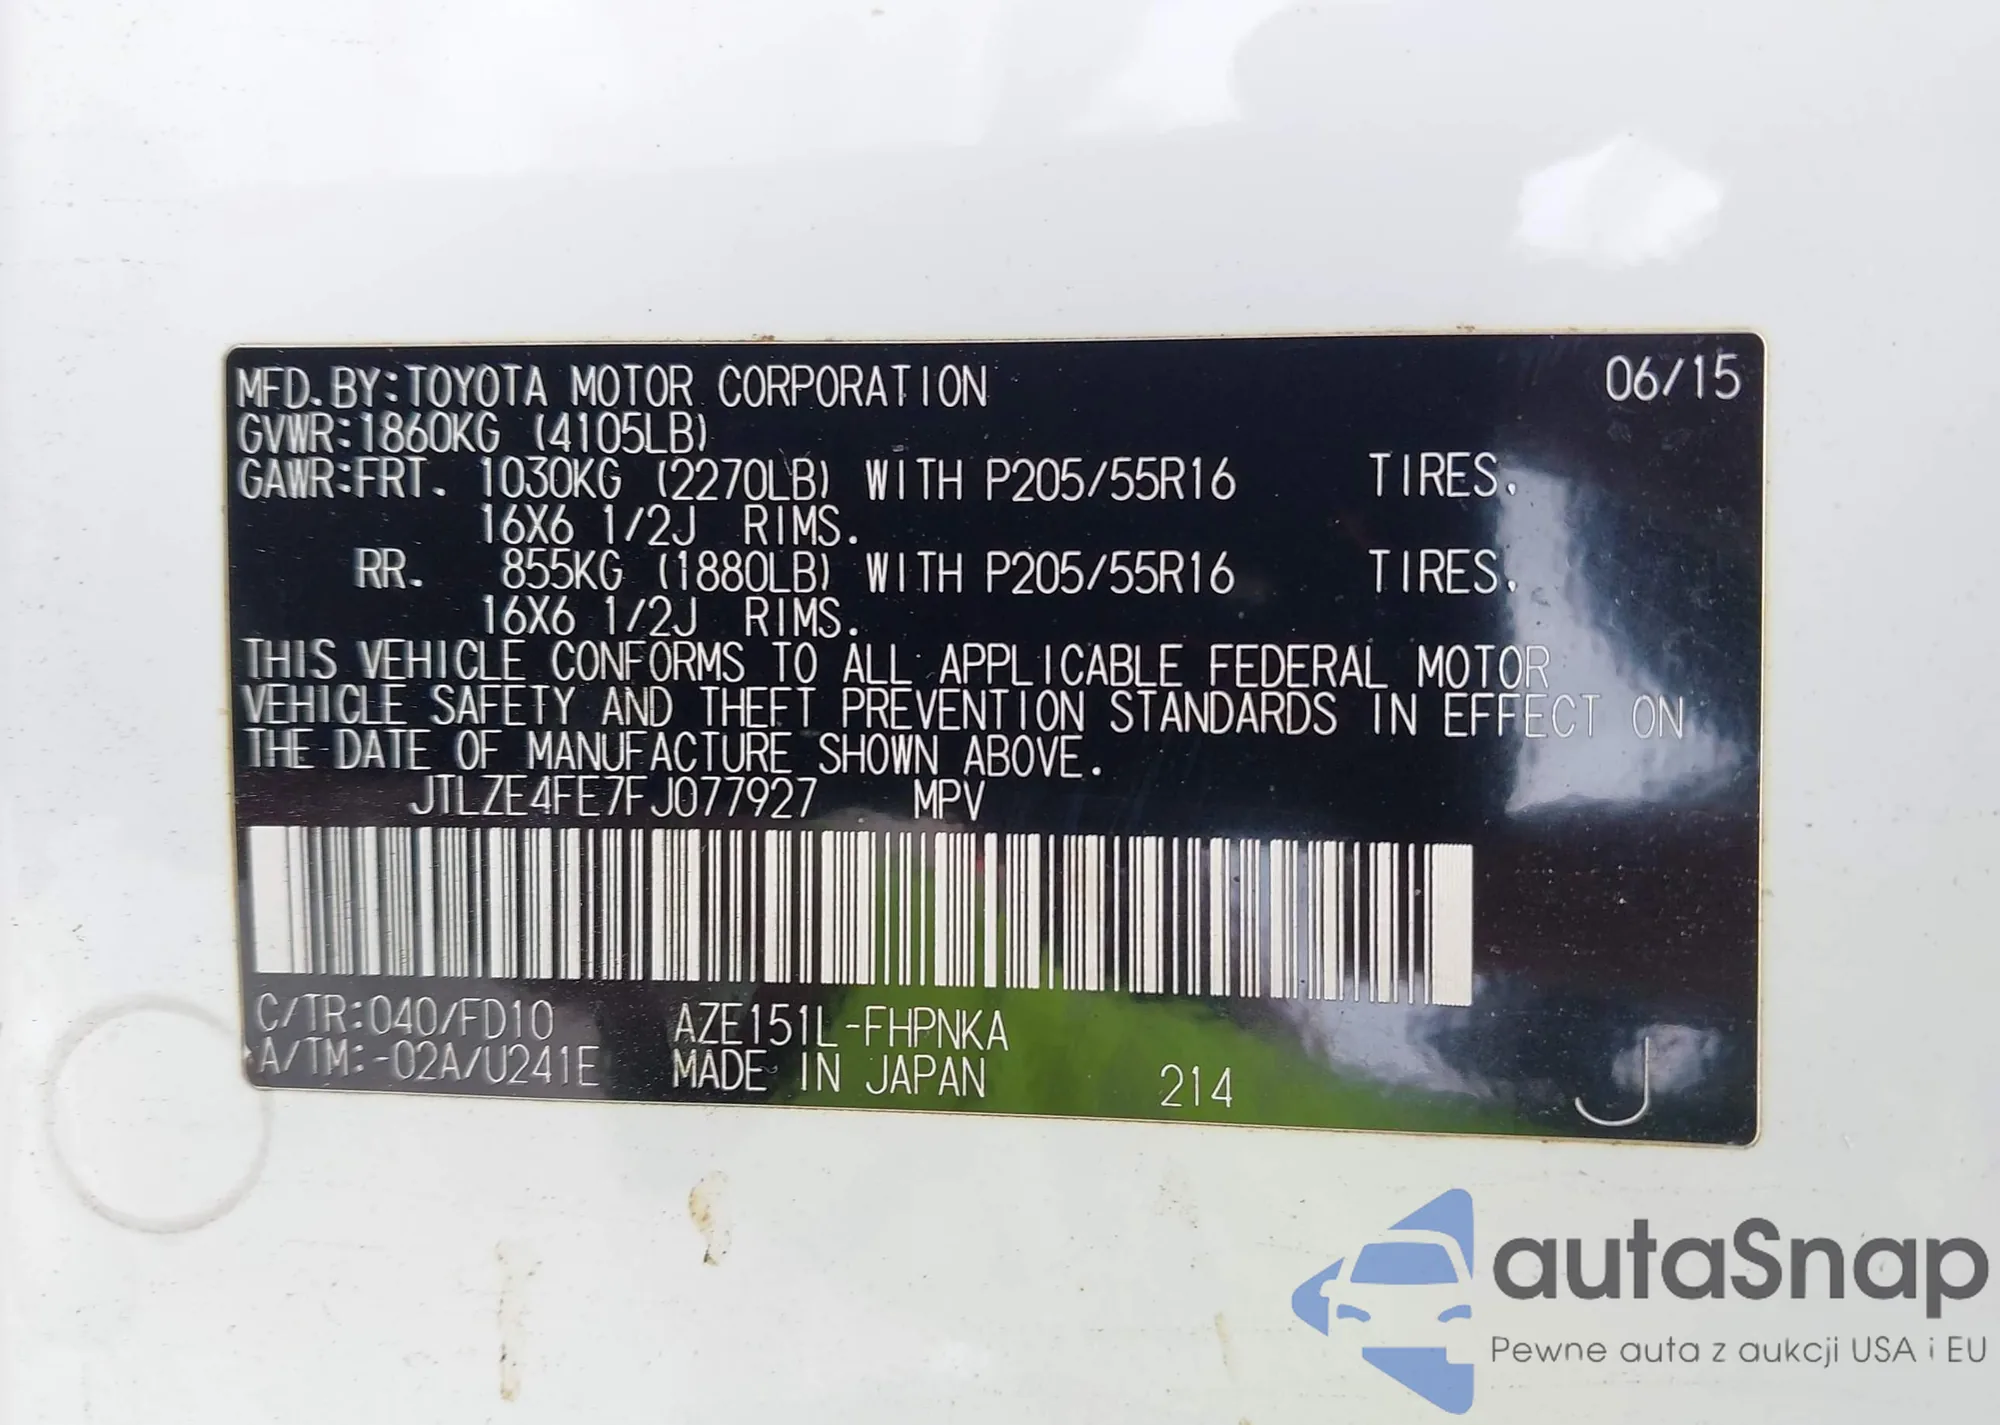 MFD. BY:TOYOTA MOTOR CORPORATION 06/15
GVWR:1860KG (4105LB)
GAWR:FRT. 1030KG (2270LB) WITH P205/55R16 TIRES.
16X6 1/2J RIMS.
RR. 855KG (1880LB) WITH P205/55R16 TIRES.
16X6 1/2J RIMS.
THIS VEHICLE CONFORMS TO ALL APPLICABLE FEDERAL MOTOR
VEHICLE SAFETY AND THEFT PREVENTION STANDARDS IN EFFECT ON
THE DATE OF MANUFACTURE SHOWN ABOVE.
JTLZE4FE7FJ077927 MPV
C/TR:040/FD10 AZE151L-FHPNKA
A/TM:-02A/U241E MADE IN JAPAN 214 J
autaSnap
Pewne auta z aukcji USA i EU